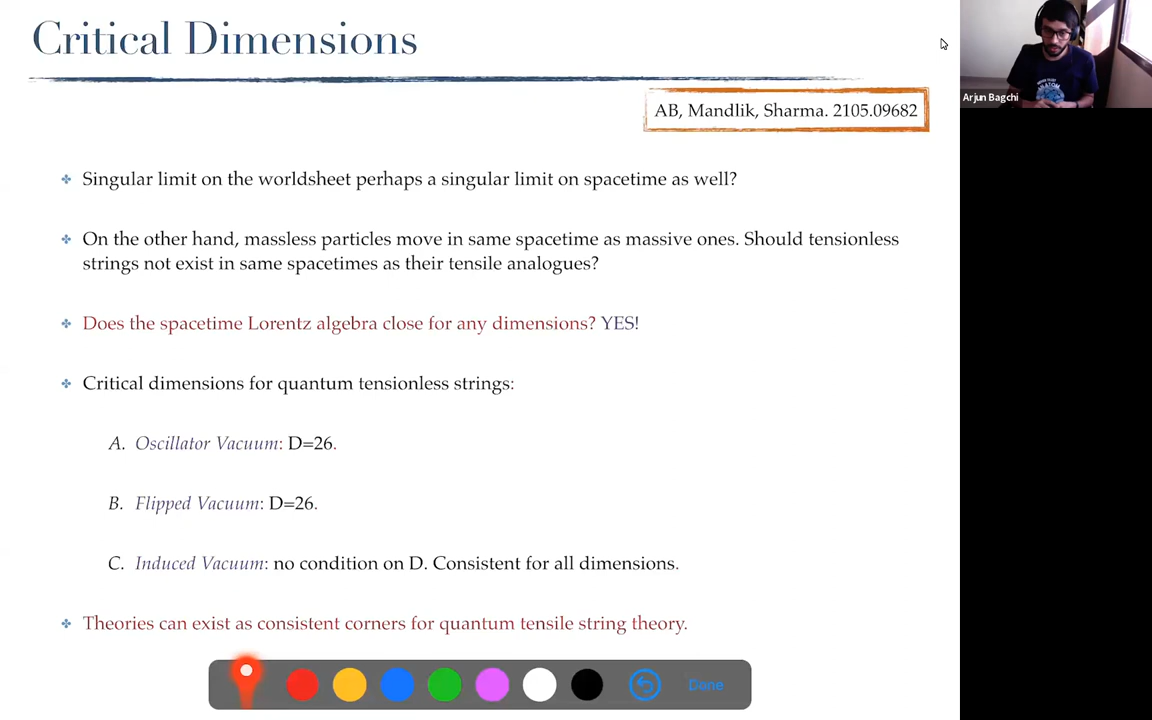 Critical Dimensions
Arjun Bagchi
AB, Mandlik, Sharma. 2105.09682
Singular limit on the worldsheet perhaps a singular limit on spacetime as well?
On the other hand, massless particles move in same spacetime as massive ones. Should tensionless
strings not exist in same spacetimes as their tensile analogues?
Does the spacetime Lorentz algebra close for any dimensions? YES!
Critical dimensions for quantum tensionless strings:
A. Oscillator Vacuum: D=26.
B. Flipped Vacuum: D=26.
C. Induced Vacuum: no condition on D. Consistent for all dimensions.
Theories can exist as consistent corners for quantum tensile string theory.
Done